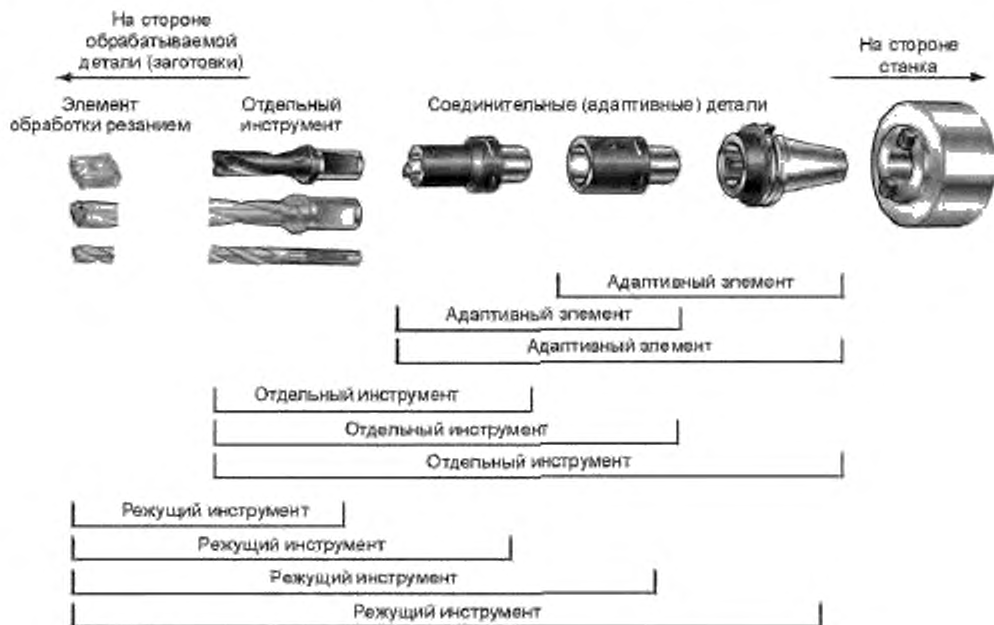 На стороне
обрабатываемой
детали (заготовки)
На стороне
станка
Элемент
обработки резанием
Отдельный
инструмент
Соединительные (адаптивные) детали
Адаптивный элемент
Адаптивный элемент
Адаптивный элемент
Отдельный инструмент
Отдельный инструмент
Отдельный инструмент
Режущий инструмент
Режущий инструмент
Режущий инструмент
Режущий инструмент